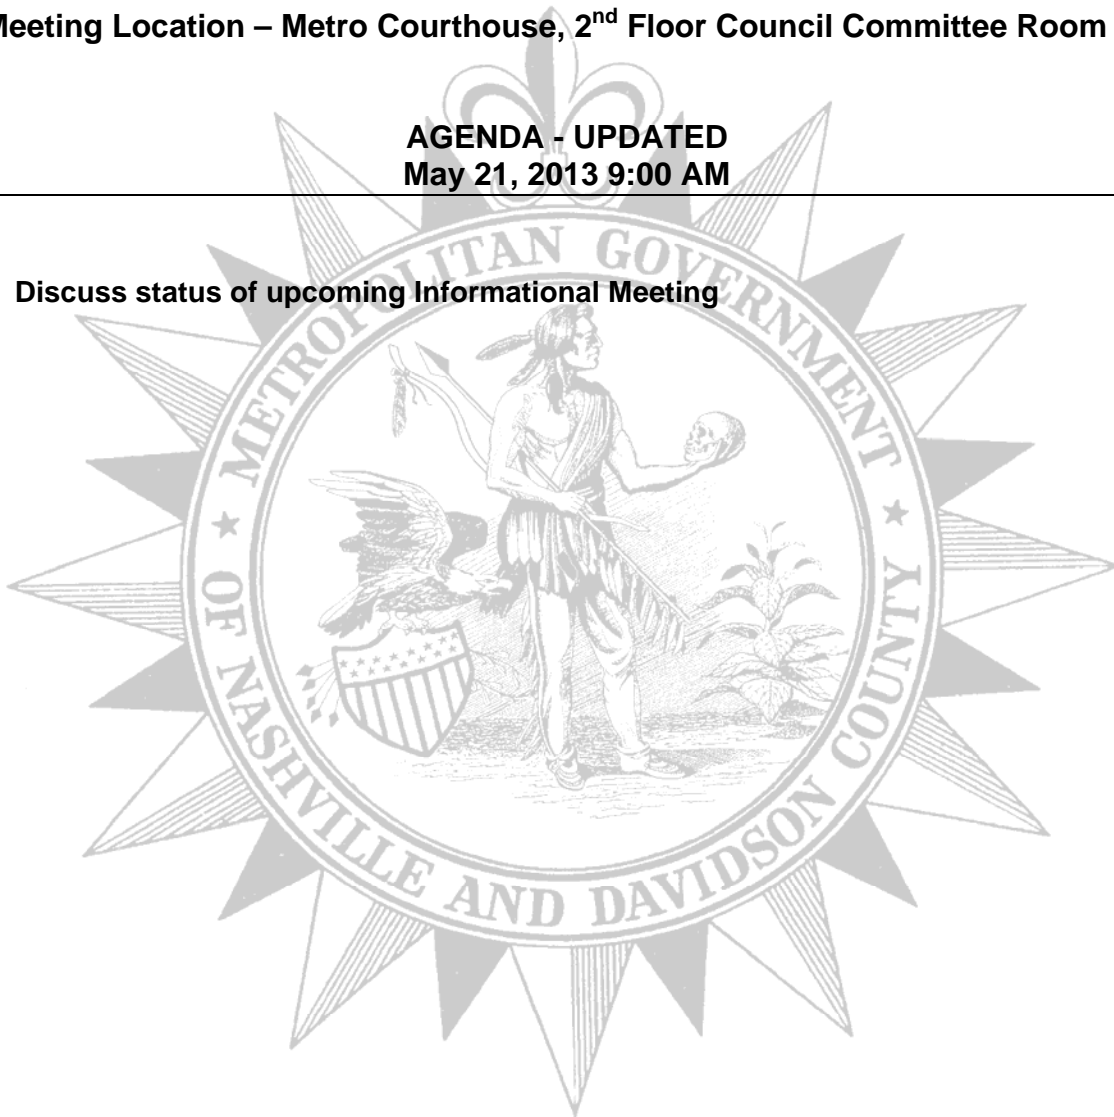 Meeting Location – Metro Courthouse, 2nd Floor Council Committee Room
AGENDA - UPDATED
May 21, 2013 9:00 AM
Discuss status of upcoming Informational Meeting
METROPOLITAN GOVERNMENT
★ OF NASHVILLE AND DAVIDSON COUNTY ★